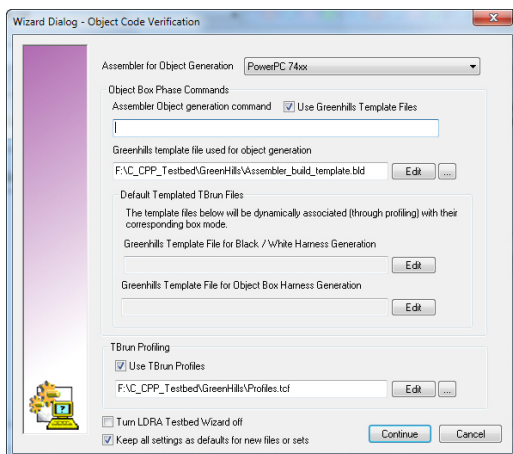 Wizard Dialog - Object Code Verification
x
Assembler for Object Generation PowerPC 74xx
Object Box Phase Commands
Assembler Object generation command Use Greenhills Template Files
Greenhills template file used for object generation
F:\C_CPP_Testbed\GreenHills\Assembler_build_template.bld Edit ...
Default Templated TBrun Files
The template files below will be dynamically associated (through profiling) with their
corresponding box mode.
Greenhills Template File for Black / White Harness Generation
Edit
Greenhills Template File for Object Box Harness Generation
Edit
TBrun Profiling
Use TBrun Profiles
F:\C_CPP_Testbed\GreenHills\Profiles.tcf Edit ...
Turn LDRA Testbed Wizard off
Keep all settings as defaults for new files or sets Continue Cancel